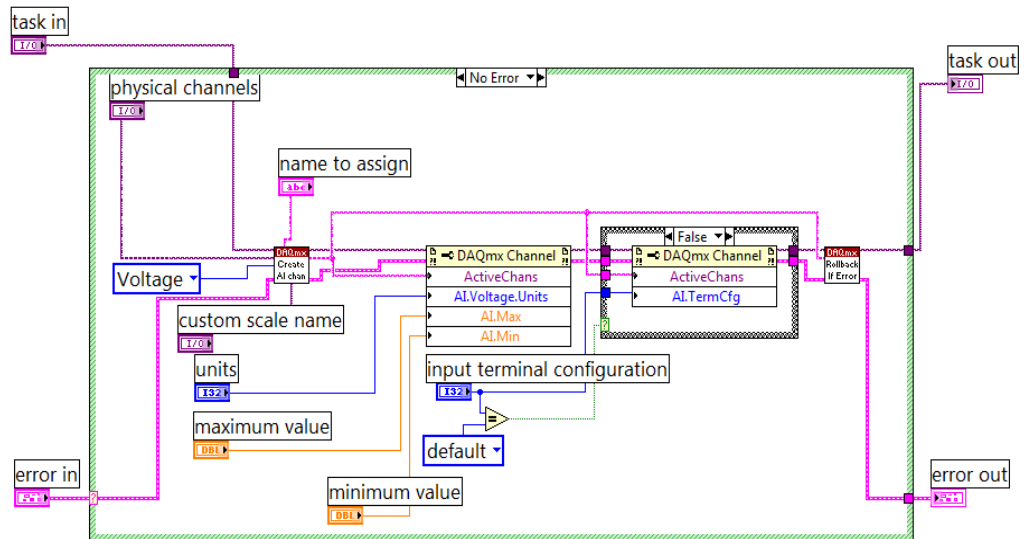 task in
I/O
No Error
task out
I/O
physical channels
I/O
name to assign
abc
False
DAQmx
Create
AI chan
DAQmx Channel
ActiveChans
AI.Voltage.Units
AI.Max
AI.Min
DAQmx Channel
ActiveChans
AI.TermCfg
?
DAQmx
Rollback
If Error
Voltage
custom scale name
I/O
units
I32
input terminal configuration
I32
=
maximum value
DBL
default
error in
?
minimum value
DBL
error out